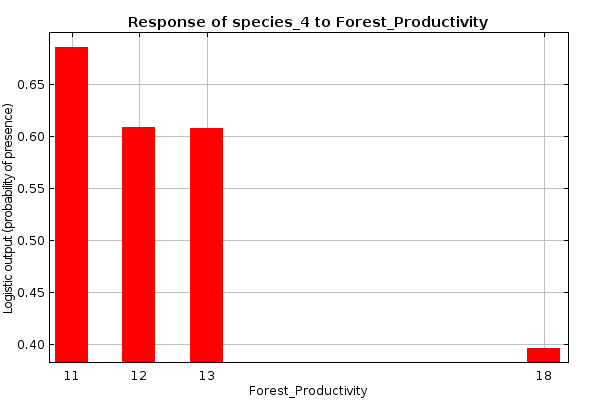 Response of species_4 to Forest_Productivity
Logistic output (probability of presence)
0.65
0.60
0.55
0.50
0.45
0.40
11 12 13 18
Forest_Productivity